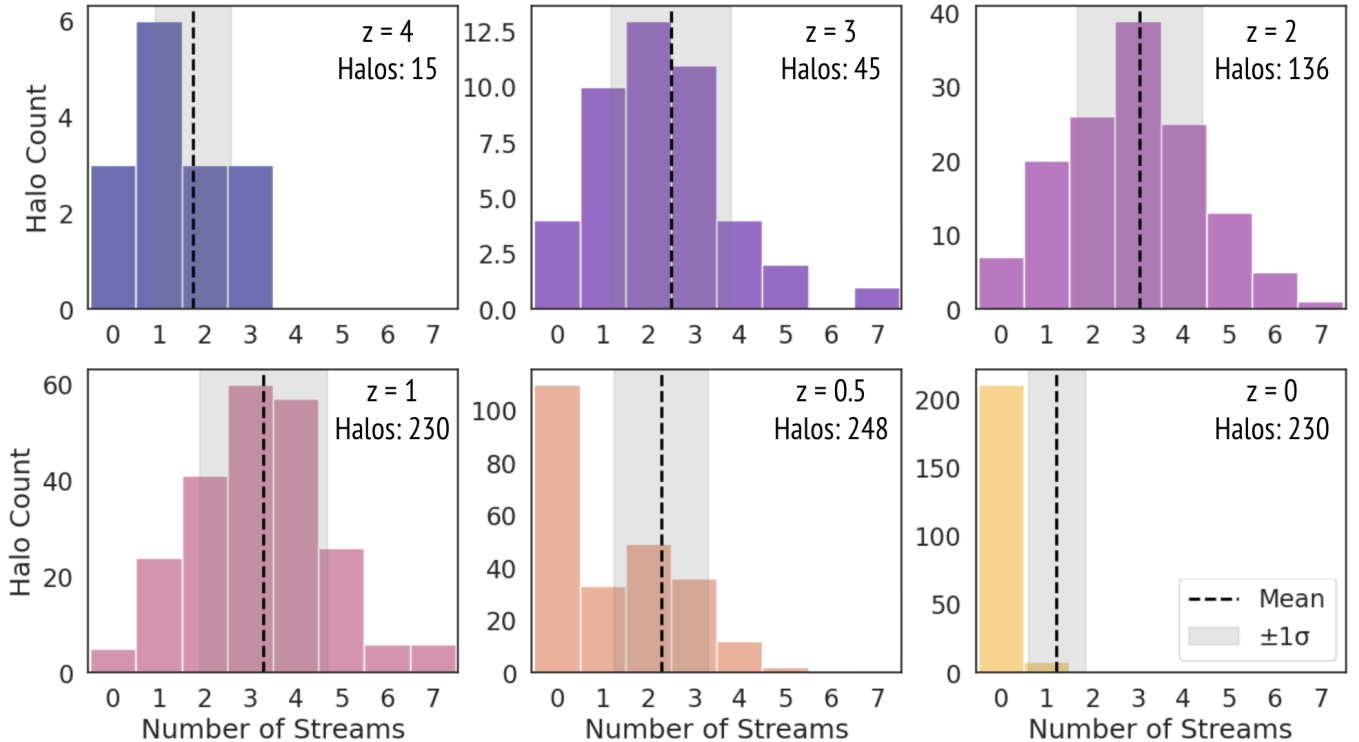 z = 4
Halos: 15
Halo Count
6
4
2
0
0 1 2 3 4 5 6 7
z = 3
Halos: 45
12.5
10.0
7.5
5.0
2.5
0.0
0 1 2 3 4 5 6 7
z = 2
Halos: 136
40
30
20
10
0
0 1 2 3 4 5 6 7
z = 1
Halos: 230
Halo Count
60
40
20
0
0 1 2 3 4 5 6 7
Number of Streams
z = 0.5
Halos: 248
100
80
60
40
20
0
0 1 2 3 4 5 6 7
Number of Streams
z = 0
Halos: 230
200
150
100
50
0
Mean
±1σ
0 1 2 3 4 5 6 7
Number of Streams